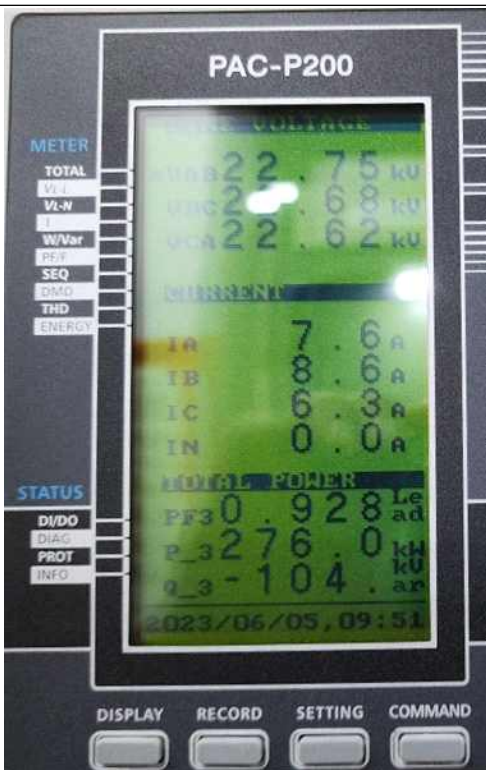 PAC-P200
LINE VOLTAGE
METER
TOTAL
VL-L
VL-N
I
W/Var
PF/F
SEQ
DMD
THD
ENERGY
VAB 22.75 kV
VBC 22.68 kV
VCA 22.62 kV
CURRENT
IA 7.6 A
IB 8.6 A
IC 6.3 A
IN 0.0 A
TOTAL POWER
STATUS
DI/DO
DIAG
PROT
INFO
PF3 0.928 Lead
P_3 276.0 kW
Q_3 -104. kVar
2023/06/05,09:51
DISPLAY RECORD SETTING COMMAND